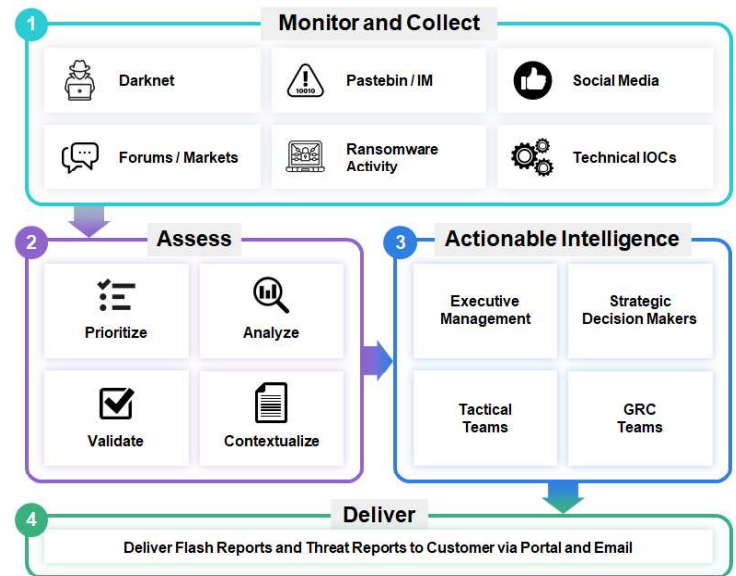 1
Monitor and Collect
Darknet
10010
Pastebin / IM
Social Media
Forums / Markets
Ransomware
Activity
Technical IOCs
2
Assess
Prioritize
Analyze
Validate
Contextualize
3
Actionable Intelligence
Executive
Management
Strategic
Decision Makers
Tactical
Teams
GRC
Teams
4
Deliver
Deliver Flash Reports and Threat Reports to Customer via Portal and Email